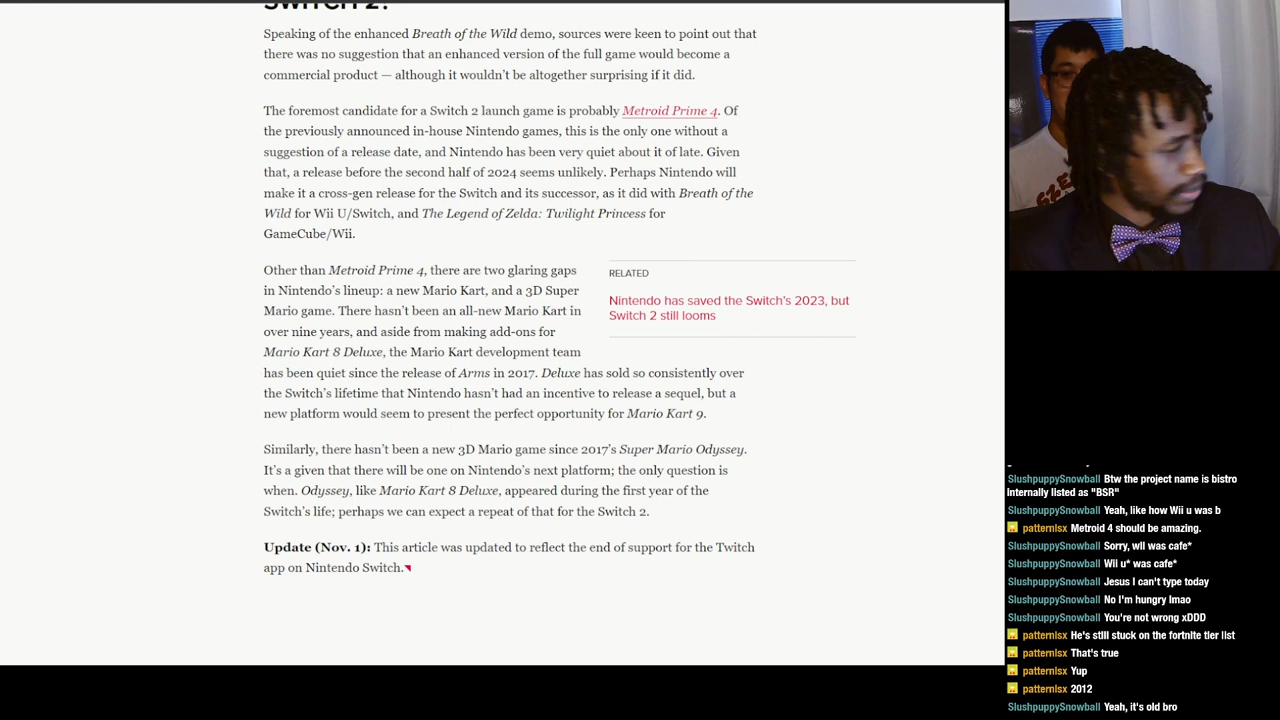 SWITCH 2?
Speaking of the enhanced Breath of the Wild demo, sources were keen to point out that
there was no suggestion that an enhanced version of the full game would become a
commercial product — although it wouldn't be altogether surprising if it did.
The foremost candidate for a Switch 2 launch game is probably Metroid Prime 4. Of
the previously announced in-house Nintendo games, this is the only one without a
suggestion of a release date, and Nintendo has been very quiet about it of late. Given
that, a release before the second half of 2024 seems unlikely. Perhaps Nintendo will
make it a cross-gen release for the Switch and its successor, as it did with Breath of the
Wild for Wii U/Switch, and The Legend of Zelda: Twilight Princess for
GameCube/Wii.
Other than Metroid Prime 4, there are two glaring gaps
in Nintendo's lineup: a new Mario Kart, and a 3D Super
Mario game. There hasn't been an all-new Mario Kart in
over nine years, and aside from making add-ons for
Mario Kart 8 Deluxe, the Mario Kart development team
has been quiet since the release of Arms in 2017. Deluxe has sold so consistently over
the Switch's lifetime that Nintendo hasn't had an incentive to release a sequel, but a
new platform would seem to present the perfect opportunity for Mario Kart 9.
RELATED
Nintendo has saved the Switch's 2023, but
Switch 2 still looms
Similarly, there hasn't been a new 3D Mario game since 2017's Super Mario Odyssey.
It's a given that there will be one on Nintendo's next platform; the only question is
when. Odyssey, like Mario Kart 8 Deluxe, appeared during the first year of the
Switch's life; perhaps we can expect a repeat of that for the Switch 2.
Update (Nov. 1): This article was updated to reflect the end of support for the Twitch
app on Nintendo Switch.
SlushpuppySnowball Btw the project name is bistro
Internally listed as "BSR"
SlushpuppySnowball Yeah, like how Wii u was b
patternlsx Metroid 4 should be amazing.
SlushpuppySnowball Sorry, wil was cafe*
SlushpuppySnowball Wii u* was cafe*
SlushpuppySnowball Jesus I can't type today
SlushpuppySnowball No I'm hungry lmao
SlushpuppySnowball You're not wrong xDDD
patternlsx He's still stuck on the fortnite tier list
patternlsx That's true
patternlsx Yup
patternlsx 2012
SlushpuppySnowball Yeah, it's old bro